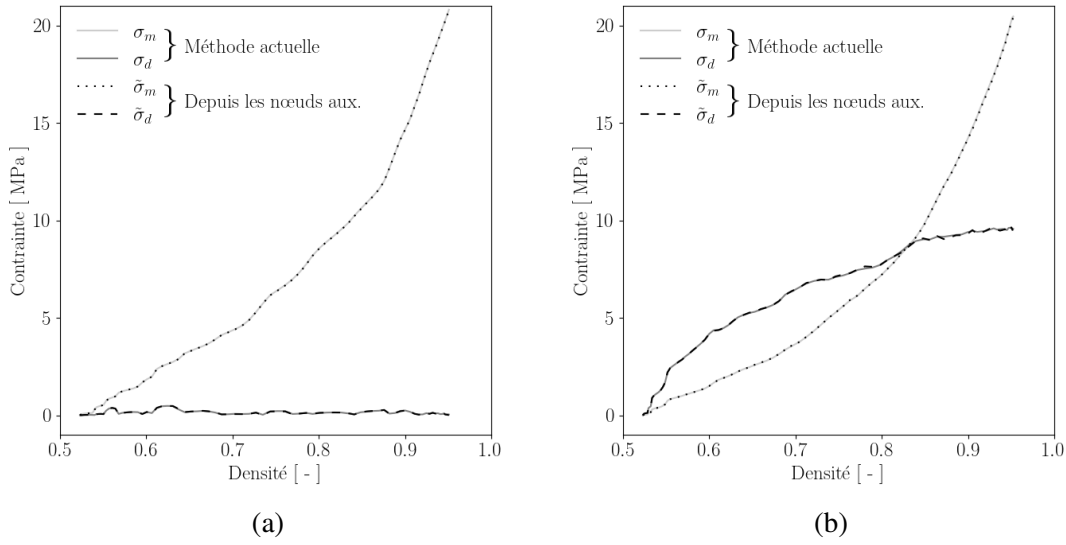 20
15
10
5
0
Contrainte [ MPa ]
σm
σd
} Méthode actuelle
σ̃m
σ̃d
} Depuis les nœuds aux.
0.5 0.6 0.7 0.8 0.9 1.0
Densité [ - ]
(a)
20
15
10
5
0
Contrainte [ MPa ]
σm
σd
} Méthode actuelle
σ̃m
σ̃d
} Depuis les nœuds aux.
0.5 0.6 0.7 0.8 0.9 1.0
Densité [ - ]
(b)